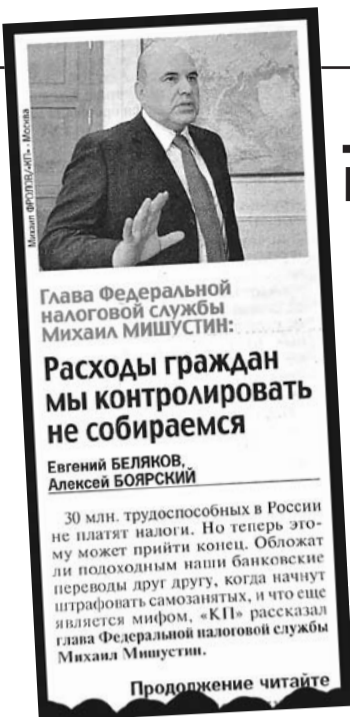 Михаил ФРОЛОВ/«КП» - Москва
Глава Федеральной
налоговой службы
Михаил МИШУСТИН:
Расходы граждан
мы контролировать
не собираемся
Евгений БЕЛЯКОВ,
Алексей БОЯРСКИЙ
30 млн. трудоспособных в России
не платят налоги. Но теперь это-
му может прийти конец. Обложат
ли подоходным наши банковские
переводы друг другу, когда начнут
штрафовать самозанятых, и что еще
является мифом, «КП» рассказал
глава Федеральной налоговой службы
Михаил Мишустин.
Продолжение читайте